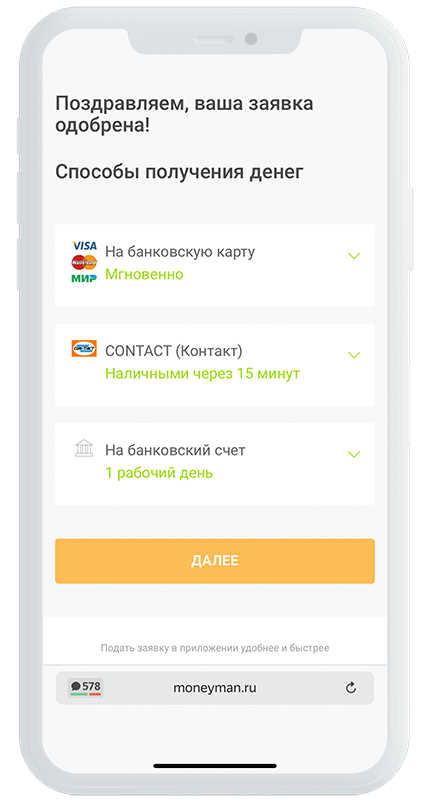 Поздравляем, ваша заявка
одобрена!
Способы получения денег
VISA
На банковскую карту
MasterCard
Мгновенно
МИР
CONTACT (Контакт)
CONTACT
Наличными через 15 минут
На банковский счет
1 рабочий день
ДАЛЕЕ
Подать заявку в приложении удобнее и быстрее
578
moneyman.ru